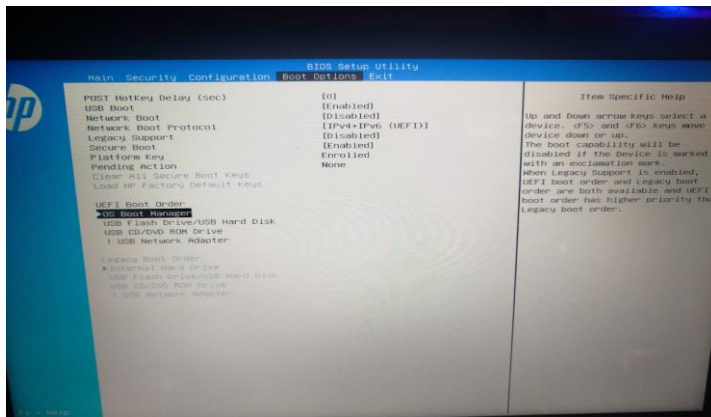 BIOS Setup Utility
Main Security Configuration Boot Options Exit
hp
POST HotKey Delay (sec) [0]
USB Boot [Enabled]
Network Boot [Disabled]
Network Boot Protocol [IPv4+IPv6 (UEFI)]
Legacy Support [Disabled]
Secure Boot [Enabled]
Platform Key Enrolled
Pending Action None
Clear All Secure Boot Keys
Load HP Factory Default Keys
UEFI Boot Order
▶OS Boot Manager
USB Flash Drive/USB Hard Disk
USB CD/DVD ROM Drive
! USB Network Adapter
Legacy Boot Order
▶Internal Hard Drive
USB Flash Drive/USB Hard Disk
USB CD/DVD ROM Drive
! USB Network Adapter
Item Specific Help
Up and Down arrow keys select a
device, <F5> and <F6> keys move
device down or up.
The boot capability will be
disabled if the Device is marked
with an exclamation mark.
When Legacy Support is enabled,
UEFI boot order and Legacy boot
order are both available and UEFI
boot order has higher priority tha
Legacy boot order.
F1 = Help